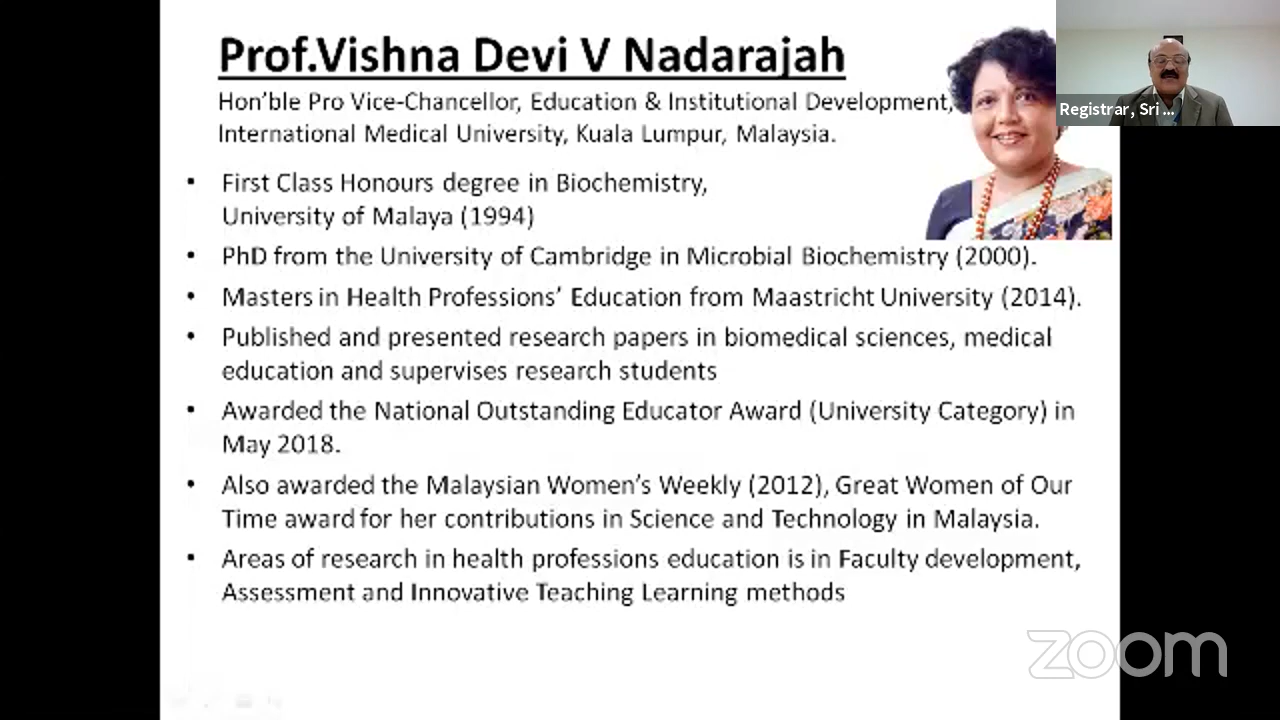 Prof.Vishna Devi V Nadarajah
Hon'ble Pro Vice-Chancellor, Education & Institutional Development,
International Medical University, Kuala Lumpur, Malaysia.
Registrar, Sri ...
• First Class Honours degree in Biochemistry,
University of Malaya (1994)
• PhD from the University of Cambridge in Microbial Biochemistry (2000).
• Masters in Health Professions' Education from Maastricht University (2014).
• Published and presented research papers in biomedical sciences, medical
education and supervises research students
• Awarded the National Outstanding Educator Award (University Category) in
May 2018.
• Also awarded the Malaysian Women's Weekly (2012), Great Women of Our
Time award for her contributions in Science and Technology in Malaysia.
• Areas of research in health professions education is in Faculty development,
Assessment and Innovative Teaching Learning methods
zoom